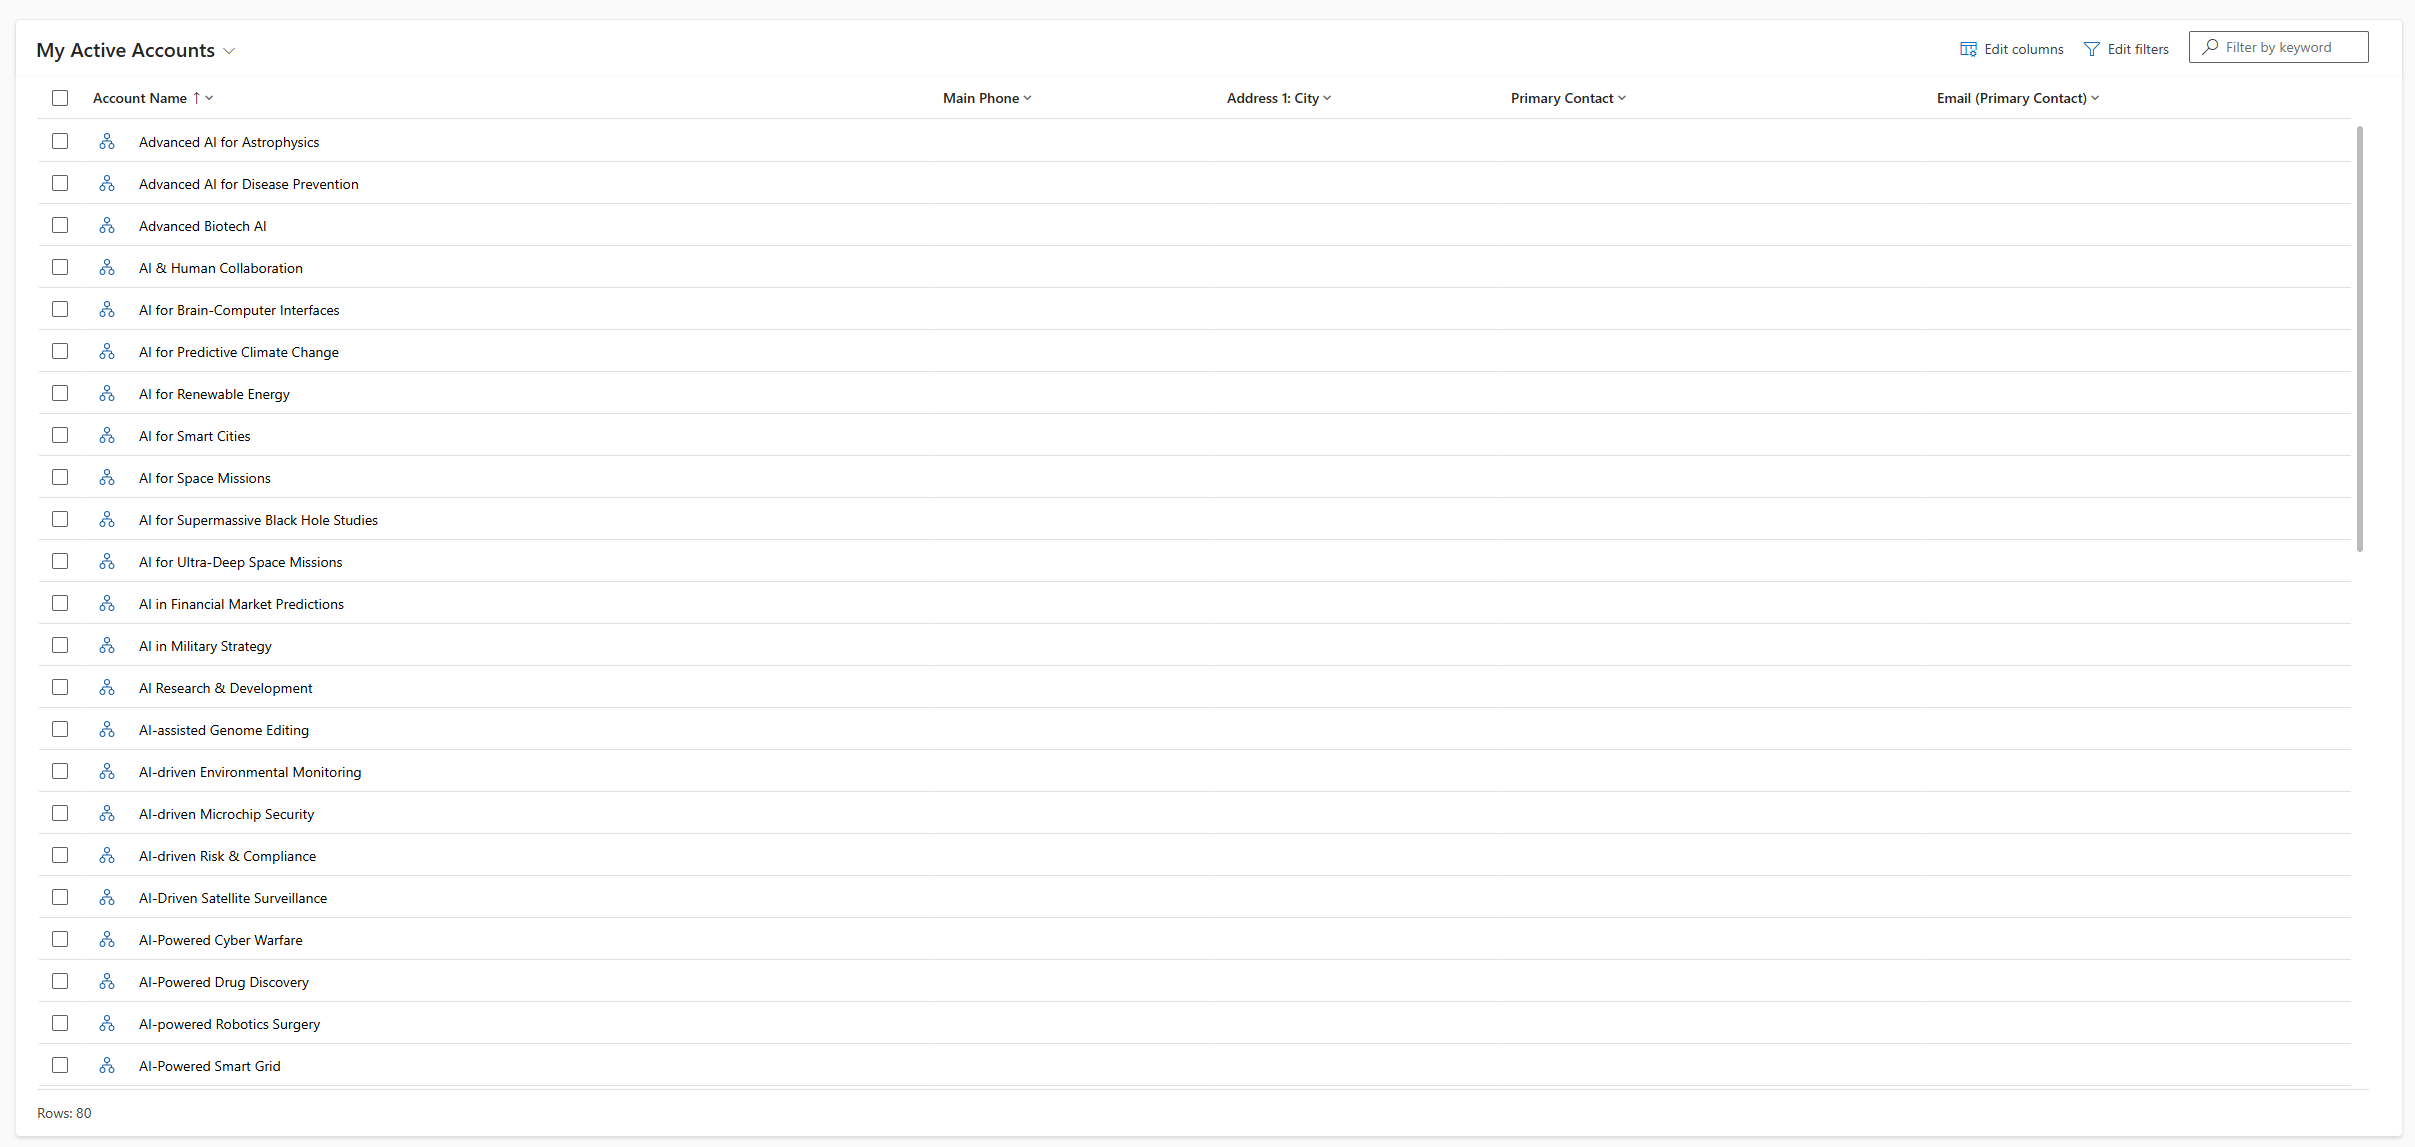 My Active Accounts
Edit columns Edit filters Filter by keyword
Account Name Main Phone Address 1: City Primary Contact Email (Primary Contact)
Advanced AI for Astrophysics
Advanced AI for Disease Prevention
Advanced Biotech AI
AI & Human Collaboration
AI for Brain-Computer Interfaces
AI for Predictive Climate Change
AI for Renewable Energy
AI for Smart Cities
AI for Space Missions
AI for Supermassive Black Hole Studies
AI for Ultra-Deep Space Missions
AI in Financial Market Predictions
AI in Military Strategy
AI Research & Development
AI-assisted Genome Editing
AI-driven Environmental Monitoring
AI-driven Microchip Security
AI-driven Risk & Compliance
AI-Driven Satellite Surveillance
AI-Powered Cyber Warfare
AI-Powered Drug Discovery
AI-powered Robotics Surgery
AI-Powered Smart Grid
Rows: 80